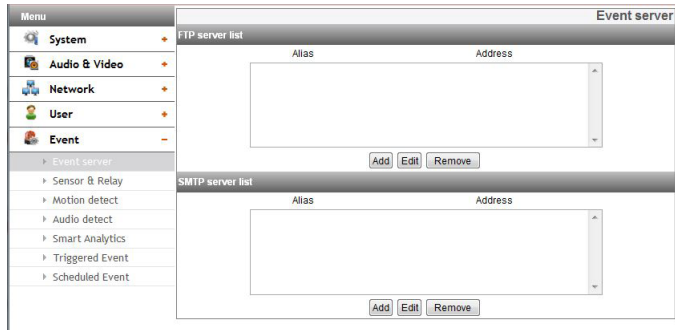 Menu
System
Audio & Video
Network
User
Event
Event server
Sensor & Relay
Motion detect
Audio detect
Smart Analytics
Triggered Event
Scheduled Event
Event server
FTP server list
Alias Address
Add Edit Remove
SMTP server list
Alias Address
Add Edit Remove